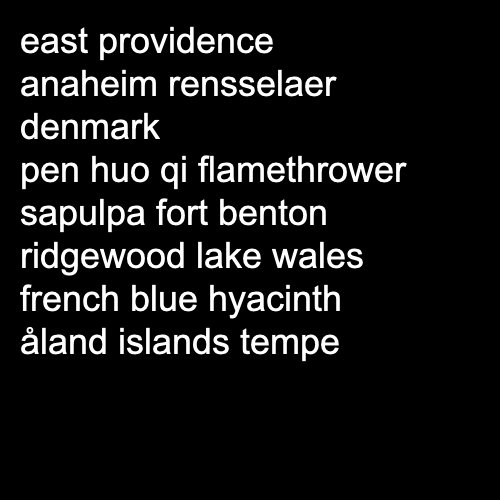 east providence
anaheim rensselaer
denmark
pen huo qi flamethrower
sapulpa fort benton
ridgewood lake wales
french blue hyacinth
åland islands tempe